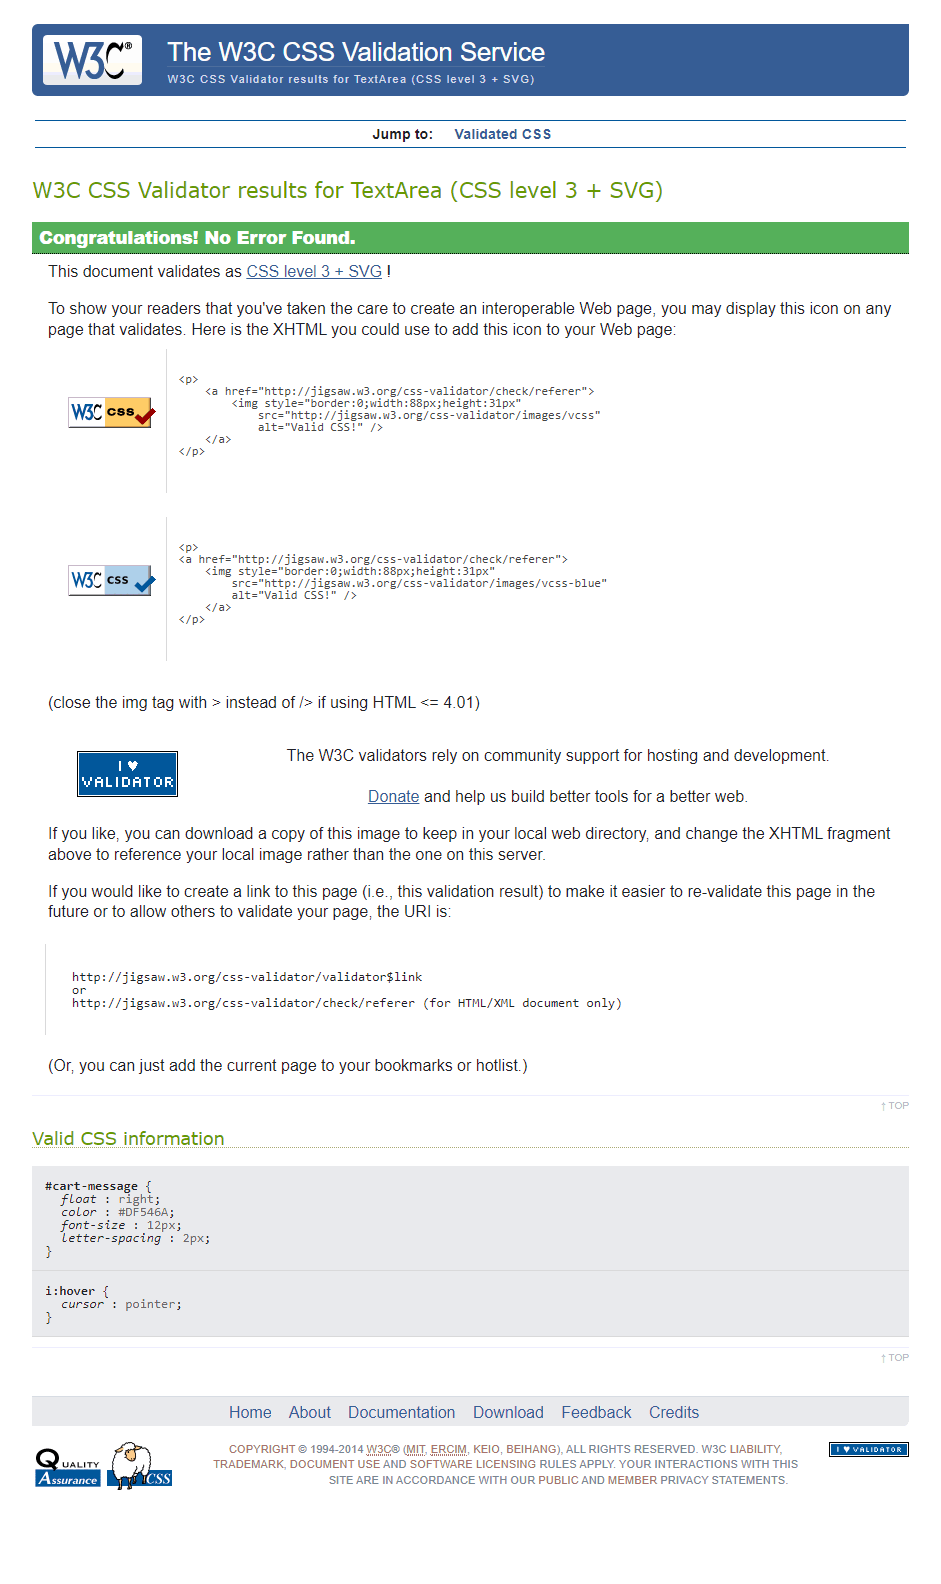 W3C®
The W3C CSS Validation Service
W3C CSS Validator results for TextArea (CSS level 3 + SVG)
Jump to: Validated CSS
W3C CSS Validator results for TextArea (CSS level 3 + SVG)
Congratulations! No Error Found.
This document validates as CSS level 3 + SVG !
To show your readers that you've taken the care to create an interoperable Web page, you may display this icon on any
page that validates. Here is the XHTML you could use to add this icon to your Web page:
W3C css
<p>
<a href="http://jigsaw.w3.org/css-validator/check/referer">
<img style="border:0;width:88px;height:31px"
src="http://jigsaw.w3.org/css-validator/images/vcss"
alt="Valid CSS!" />
</a>
</p>
W3C css
<p>
<a href="http://jigsaw.w3.org/css-validator/check/referer">
<img style="border:0;width:88px;height:31px"
src="http://jigsaw.w3.org/css-validator/images/vcss-blue"
alt="Valid CSS!" />
</a>
</p>
(close the img tag with > instead of /> if using HTML <= 4.01)
I ♥
VALIDATOR
The W3C validators rely on community support for hosting and development.
Donate and help us build better tools for a better web.
If you like, you can download a copy of this image to keep in your local web directory, and change the XHTML fragment
above to reference your local image rather than the one on this server.
If you would like to create a link to this page (i.e., this validation result) to make it easier to re-validate this page in the
future or to allow others to validate your page, the URI is:
http://jigsaw.w3.org/css-validator/validator$link
or
http://jigsaw.w3.org/css-validator/check/referer (for HTML/XML document only)
(Or, you can just add the current page to your bookmarks or hotlist.)
↑ TOP
Valid CSS information
#cart-message {
float : right;
color : #DF546A;
font-size : 12px;
letter-spacing : 2px;
}
i:hover {
cursor : pointer;
}
↑ TOP
Home About Documentation Download Feedback Credits
QUALITY
Assurance
CSS
COPYRIGHT © 1994-2014 W3C® (MIT, ERCIM, KEIO, BEIHANG), ALL RIGHTS RESERVED. W3C LIABILITY,
TRADEMARK, DOCUMENT USE AND SOFTWARE LICENSING RULES APPLY. YOUR INTERACTIONS WITH THIS
SITE ARE IN ACCORDANCE WITH OUR PUBLIC AND MEMBER PRIVACY STATEMENTS.
I ♥ VALIDATOR